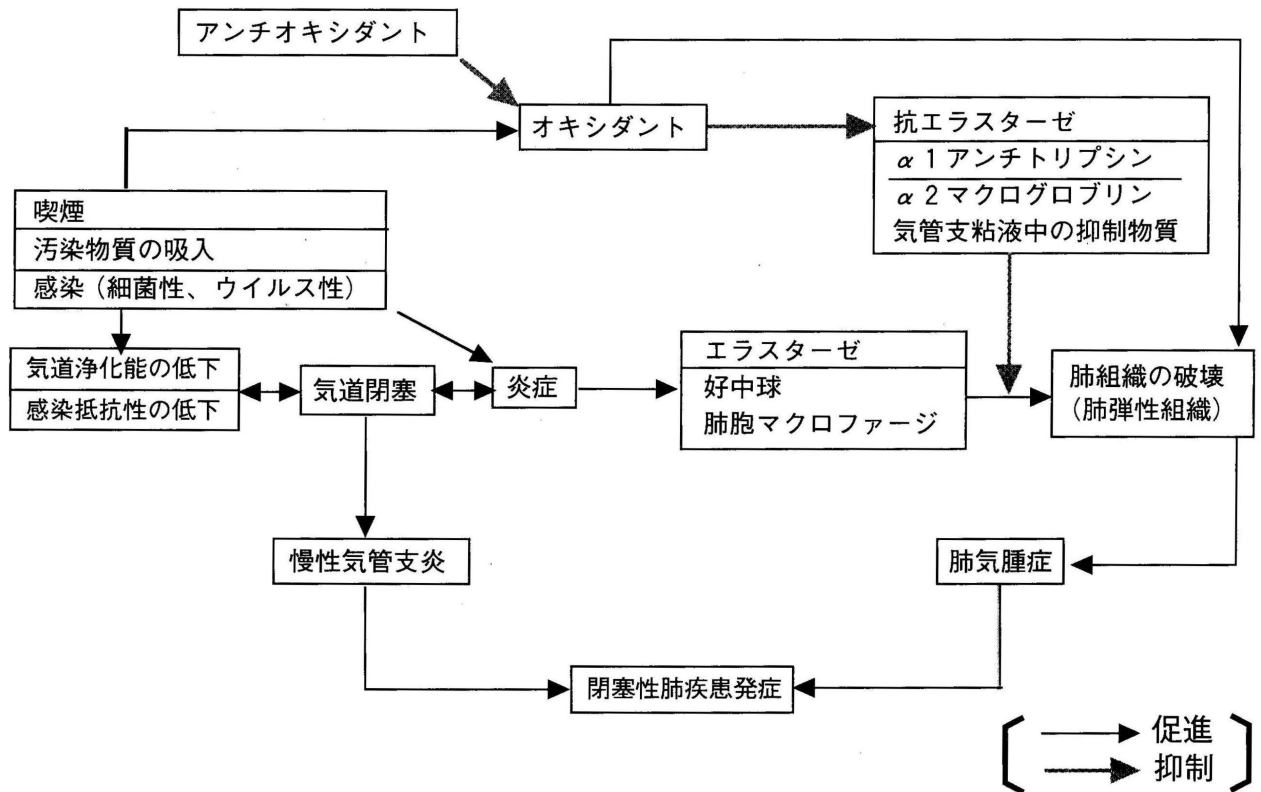 アンチオキシダント
オキシダント
抗エラスターゼ
α1アンチトリプシン
α2マクログロブリン
気管支粘液中の抑制物質
喫煙
汚染物質の吸入
感染(細菌性、ウイルス性)
気道浄化能の低下
感染抵抗性の低下
気道閉塞
炎症
エラスターゼ
好中球
肺胞マクロファージ
肺組織の破壊
(肺弾性組織)
慢性気管支炎
肺気腫症
閉塞性肺疾患発症
促進
抑制